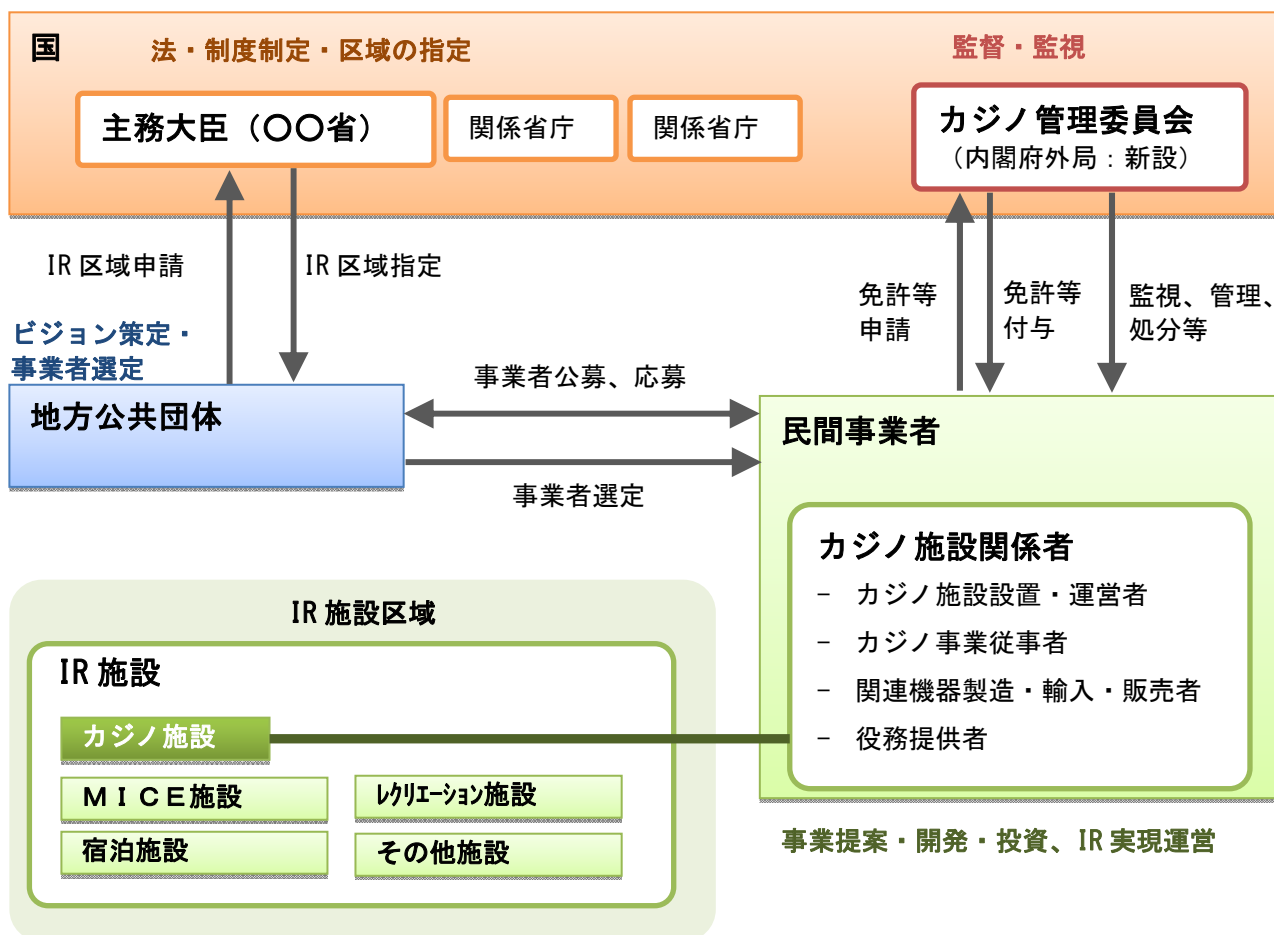 国
法・制度制定・区域の指定
監督・監視
主務大臣（〇〇省）
関係省庁
関係省庁
カジノ管理委員会
（内閣府外局：新設）
IR 区域申請
IR 区域指定
免許等
申請
免許等
付与
監視、管理、
処分等
ビジョン策定・
事業者選定
地方公共団体
事業者公募、応募
事業者選定
民間事業者
カジノ施設関係者
－ カジノ施設設置・運営者
－ カジノ事業従事者
－ 関連機器製造・輸入・販売者
－ 役務提供者
IR 施設区域
IR 施設
カジノ施設
ＭＩＣＥ施設
ﾚｸﾘｴｰｼｮﾝ施設
宿泊施設
その他施設
事業提案・開発・投資、IR 実現運営